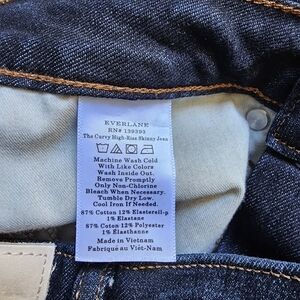 EVERLANE
RN# 139393
The Curvy High-Rise Skinny Jean
Machine Wash Cold
With Like Colors
Wash Inside Out.
Remove Promptly
Only Non-Chlorine
Bleach When Necessary.
Tumble Dry Low.
Cool Iron If Needed.
87% Cotton 12% Elasterell-p
1% Elastane
87% Coton 12% Polyester
1% Élasthanne
Made in Vietnam
Fabriqué au Viêt-Nam